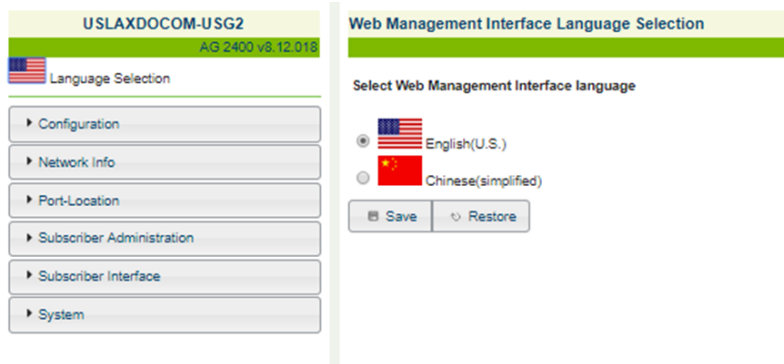 USLAXDOCOM-USG2
AG 2400 v8.12.018
Language Selection
Configuration
Network Info
Port-Location
Subscriber Administration
Subscriber Interface
System
Web Management Interface Language Selection
Select Web Management Interface language
English(U.S.)
Chinese(simplified)
Save
Restore